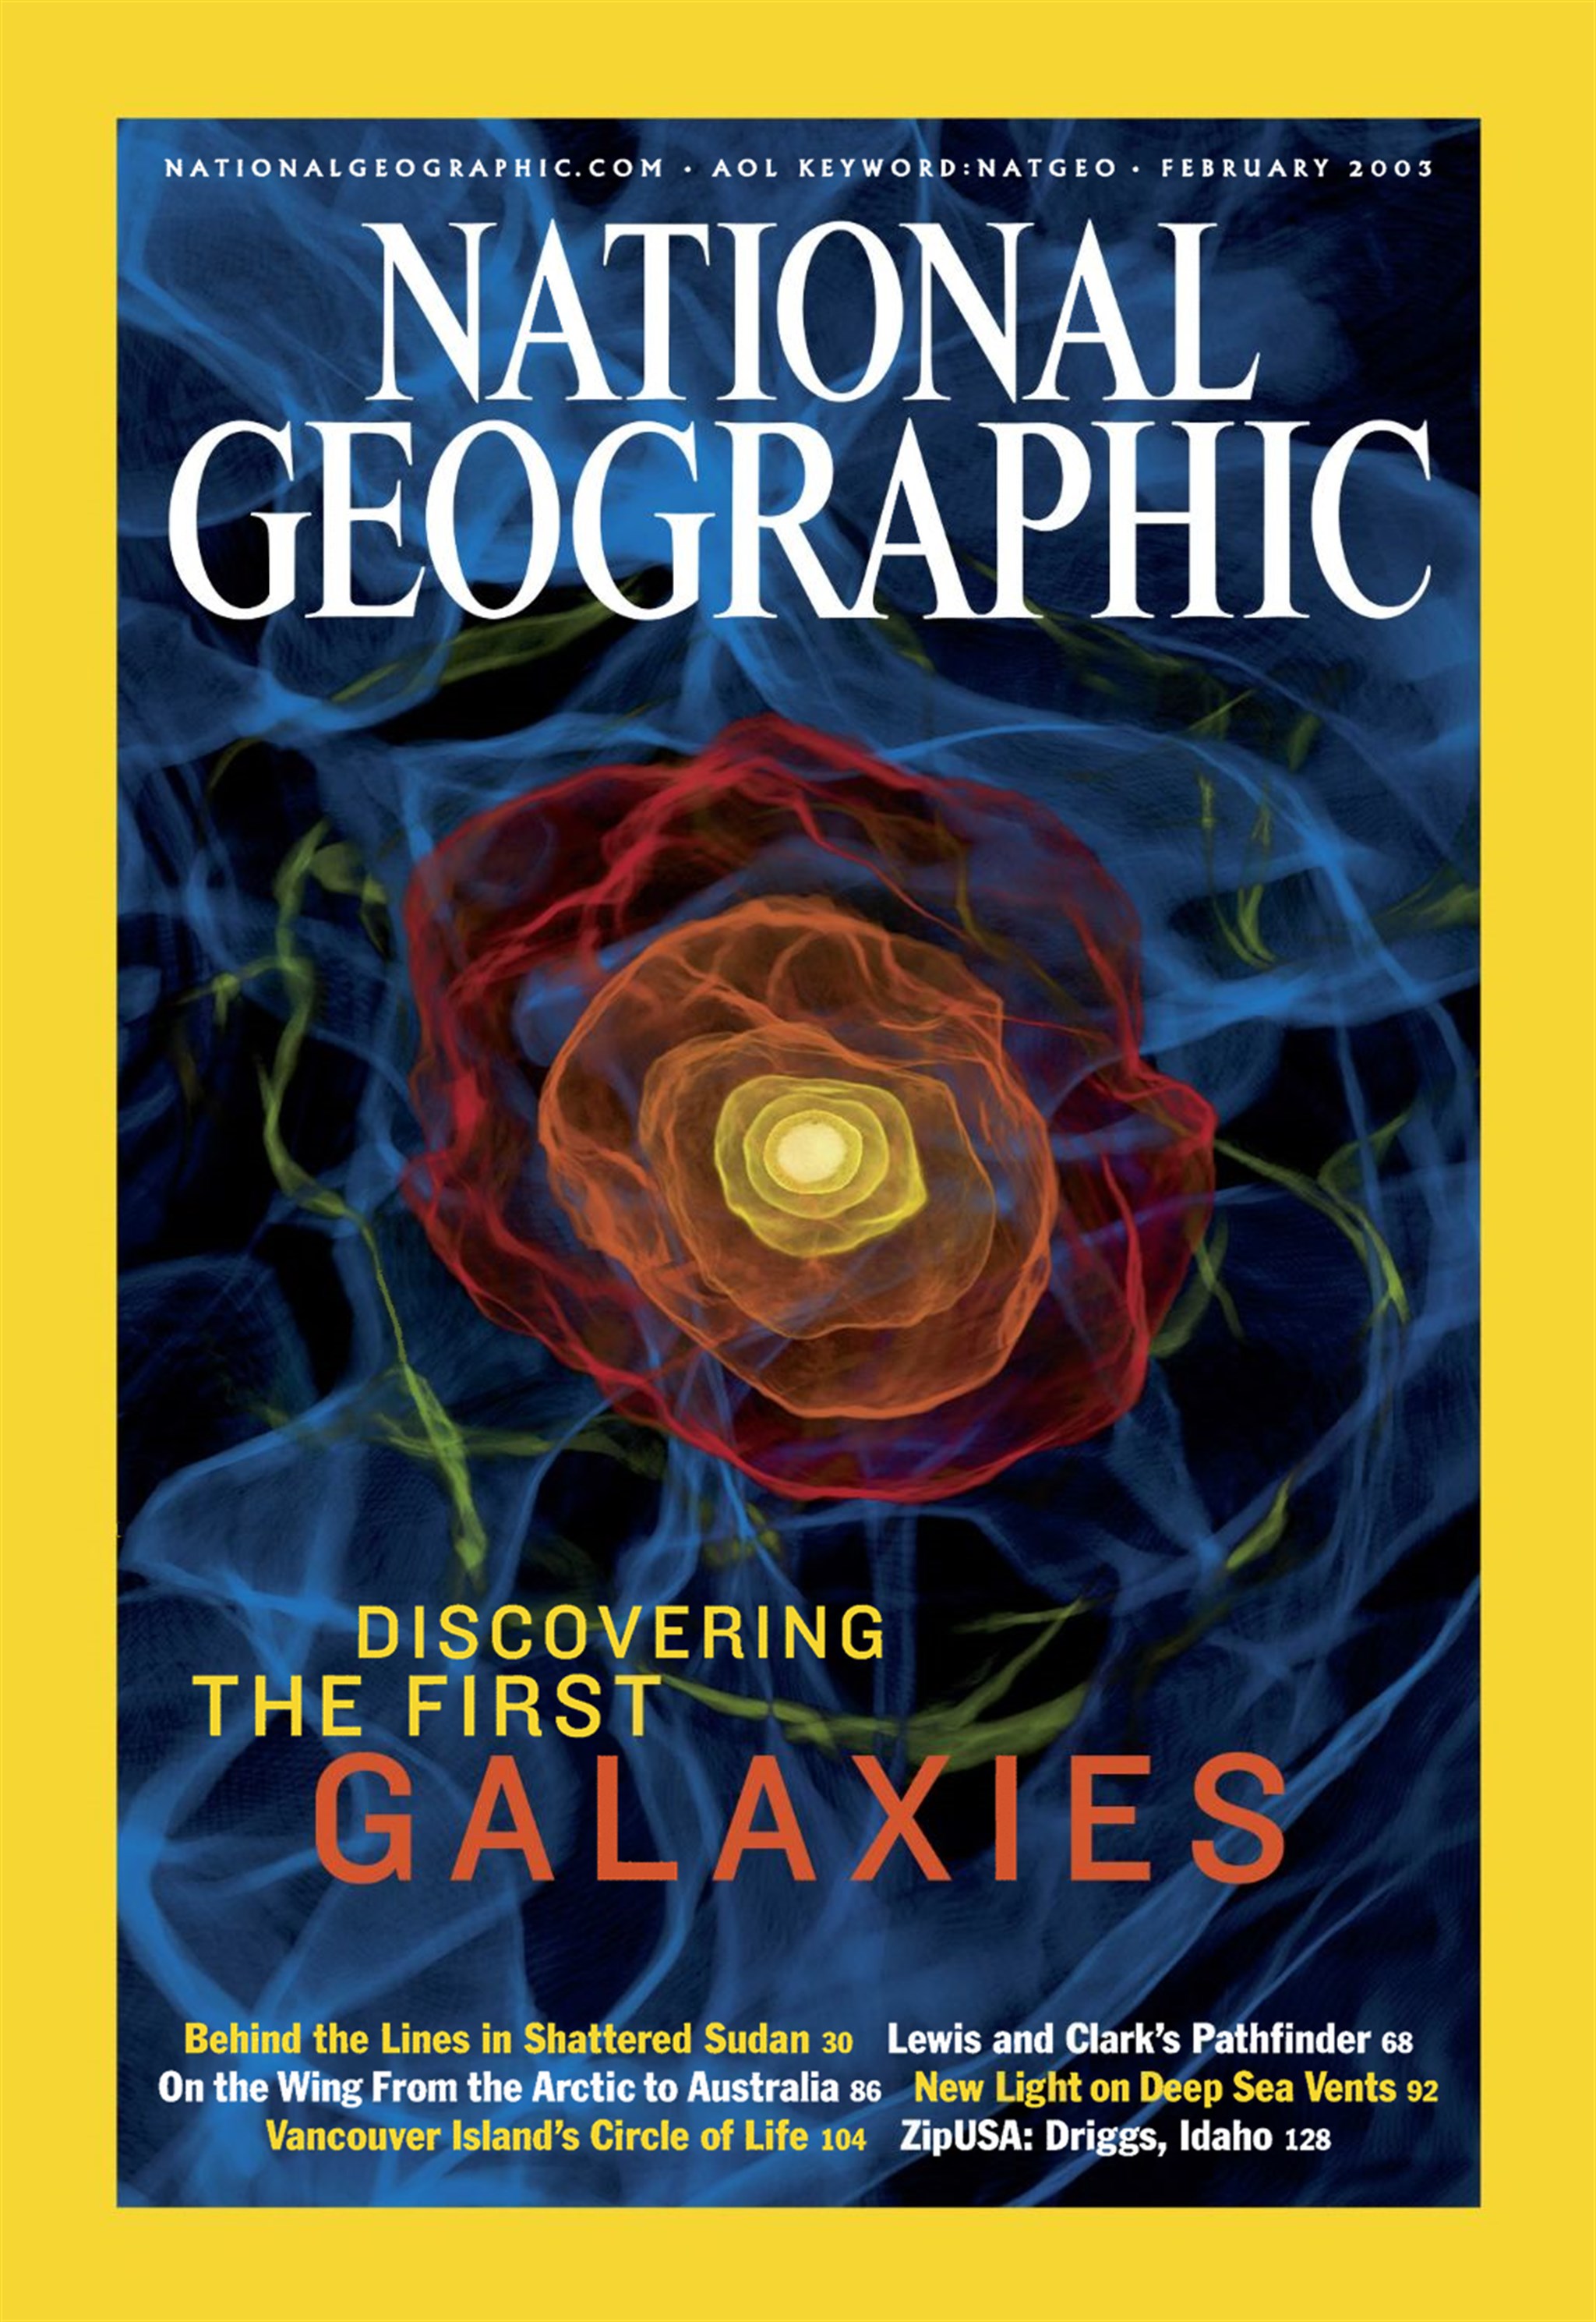 NATIONALGEOGRAPHIC.COM · AOL KEYWORD:NATGEO · FEBRUARY 2003
NATIONAL
GEOGRAPHIC
DISCOVERING
THE FIRST
GALAXIES
Behind the Lines in Shattered Sudan 30 Lewis and Clark's Pathfinder 68
On the Wing From the Arctic to Australia 86 New Light on Deep Sea Vents 92
Vancouver Island's Circle of Life 104 ZipUSA: Driggs, Idaho 128